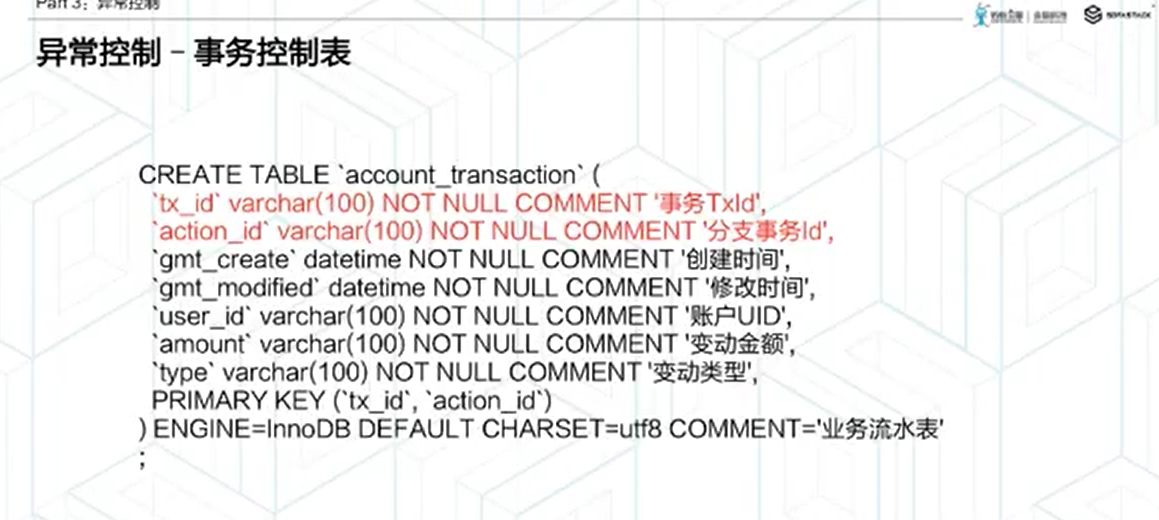 Part 3：异常控制
SOFASTACK
异常控制 – 事务控制表
CREATE TABLE `account_transaction` (
`tx_id` varchar(100) NOT NULL COMMENT '事务TxId',
`action_id` varchar(100) NOT NULL COMMENT '分支事务Id',
`gmt_create` datetime NOT NULL COMMENT '创建时间',
`gmt_modified` datetime NOT NULL COMMENT '修改时间',
`user_id` varchar(100) NOT NULL COMMENT '账户UID',
`amount` varchar(100) NOT NULL COMMENT '变动金额',
`type` varchar(100) NOT NULL COMMENT '变动类型',
PRIMARY KEY (`tx_id`, `action_id`)
) ENGINE=InnoDB DEFAULT CHARSET=utf8 COMMENT='业务流水表'
;